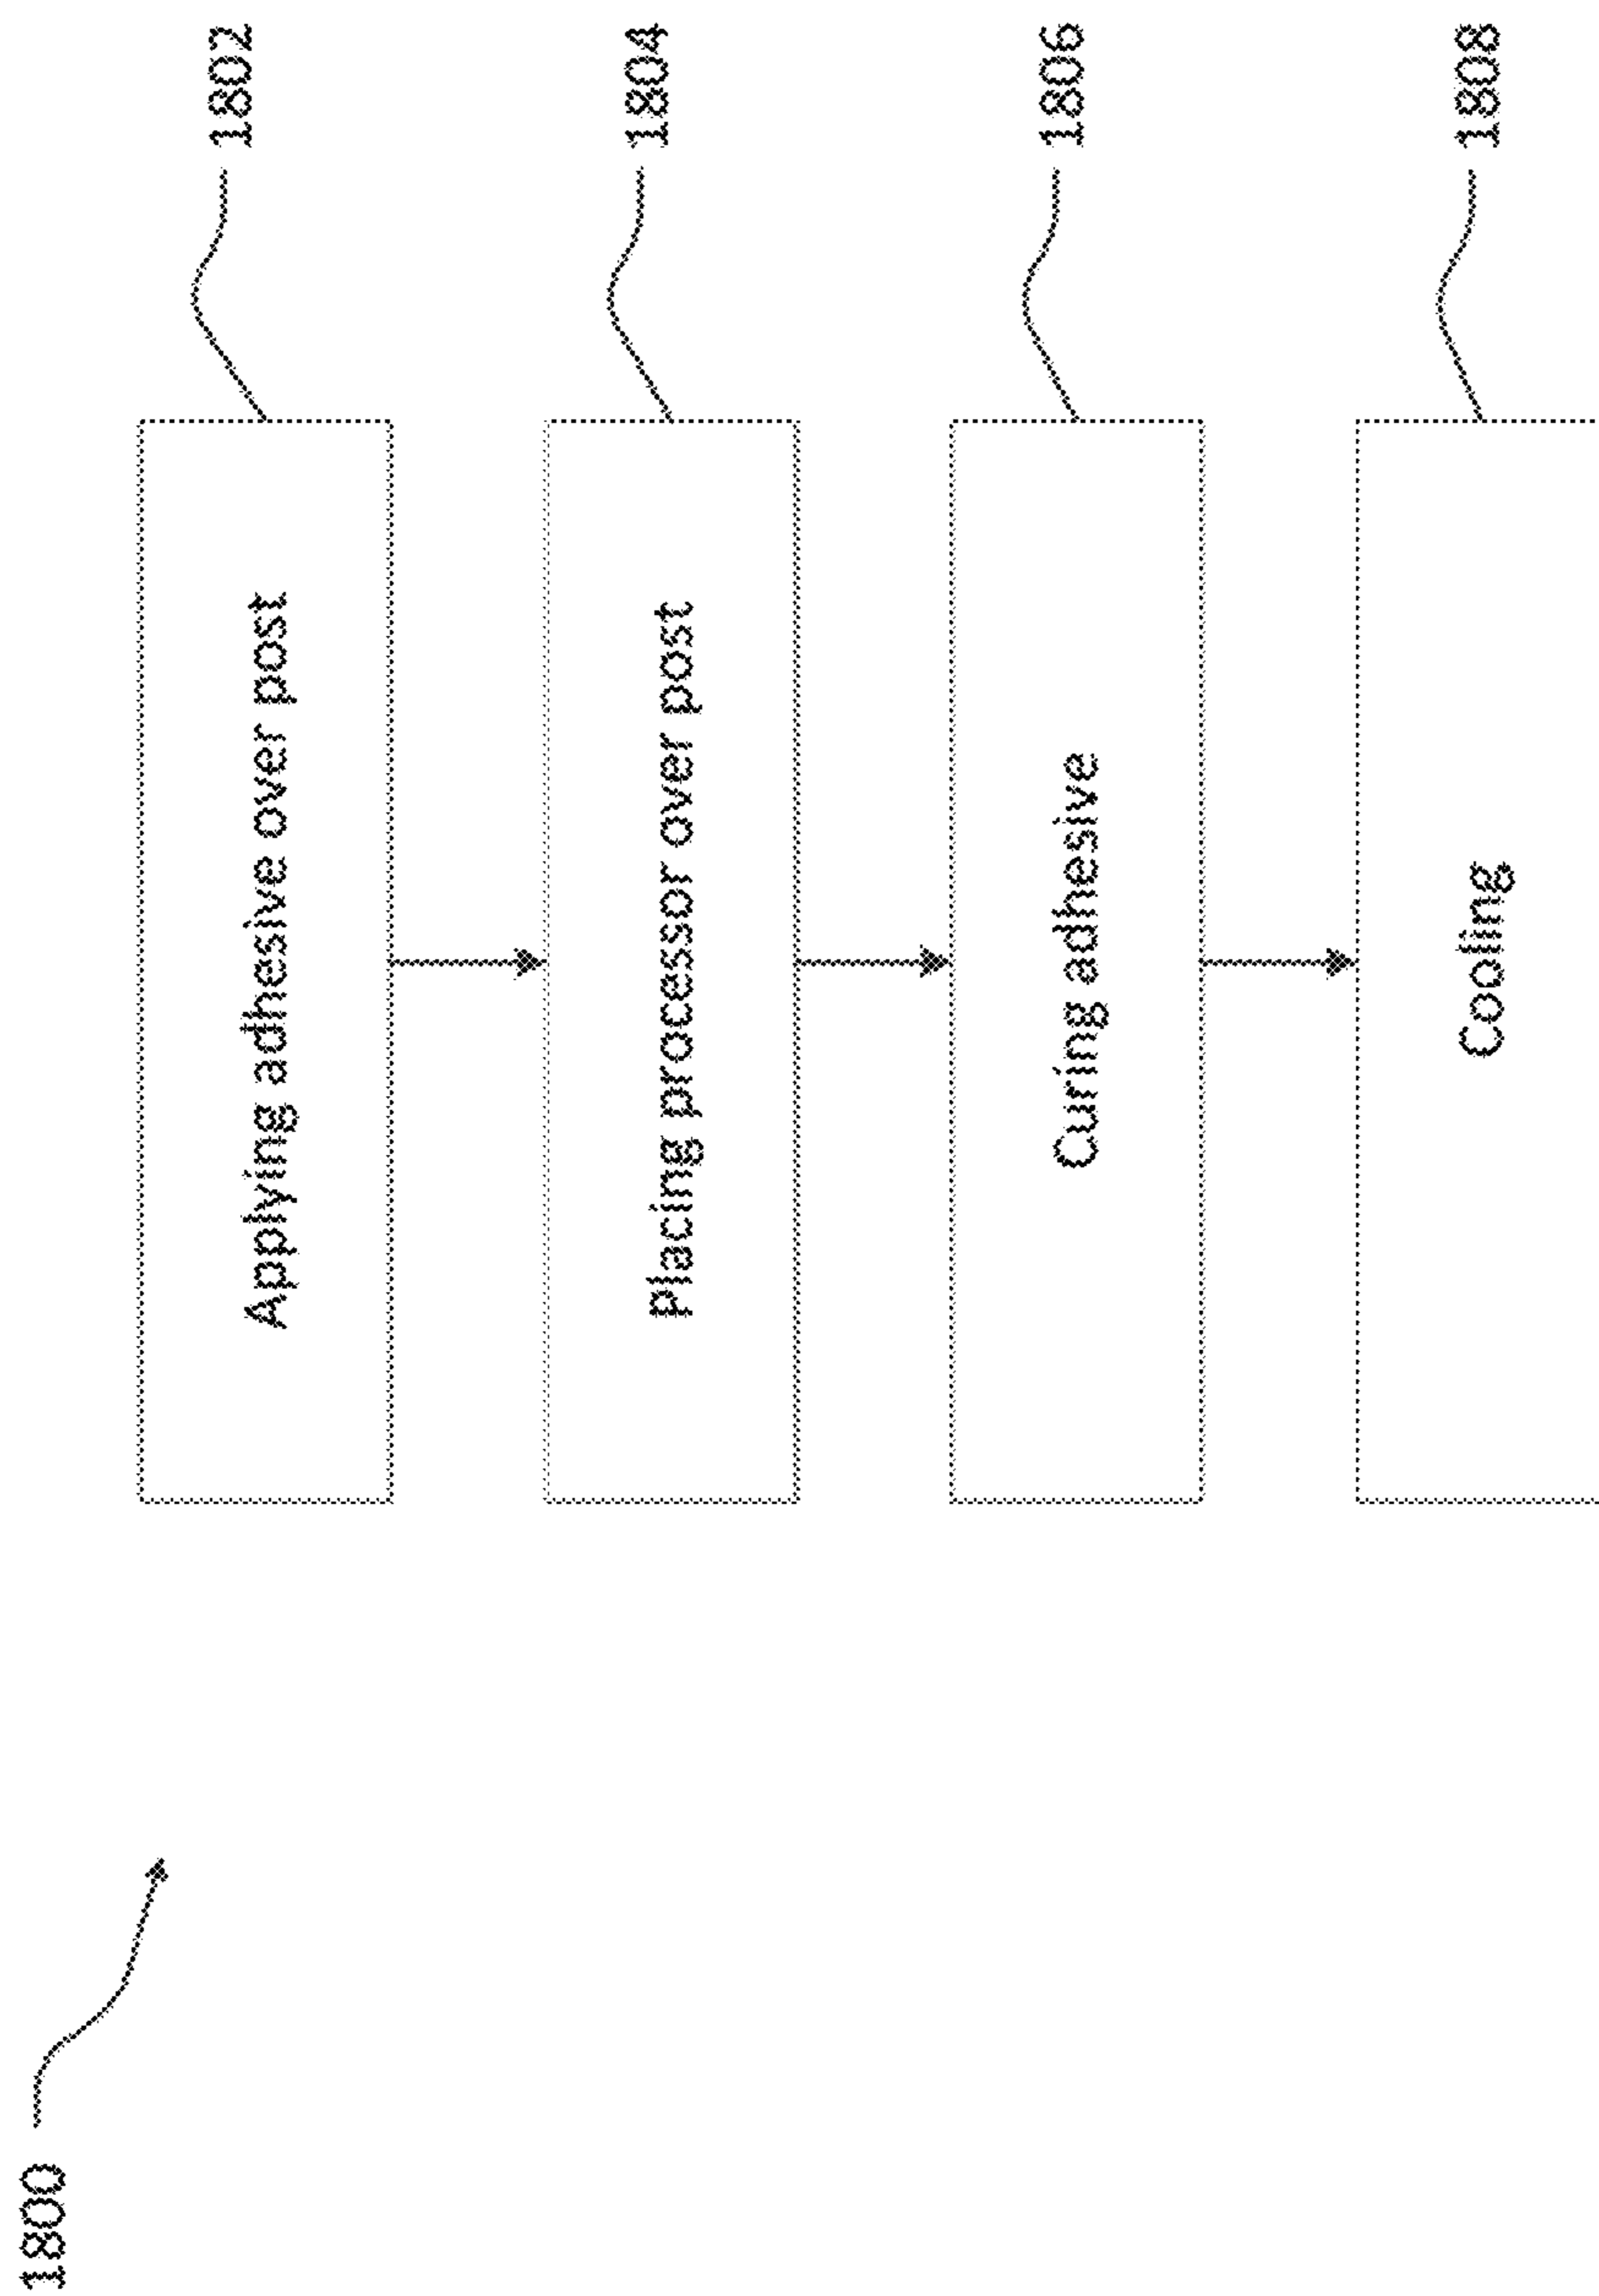 1800
Applying adhesive over post
1802
Placing processor over post
1804
Curing adhesive
1806
Cooling
1808